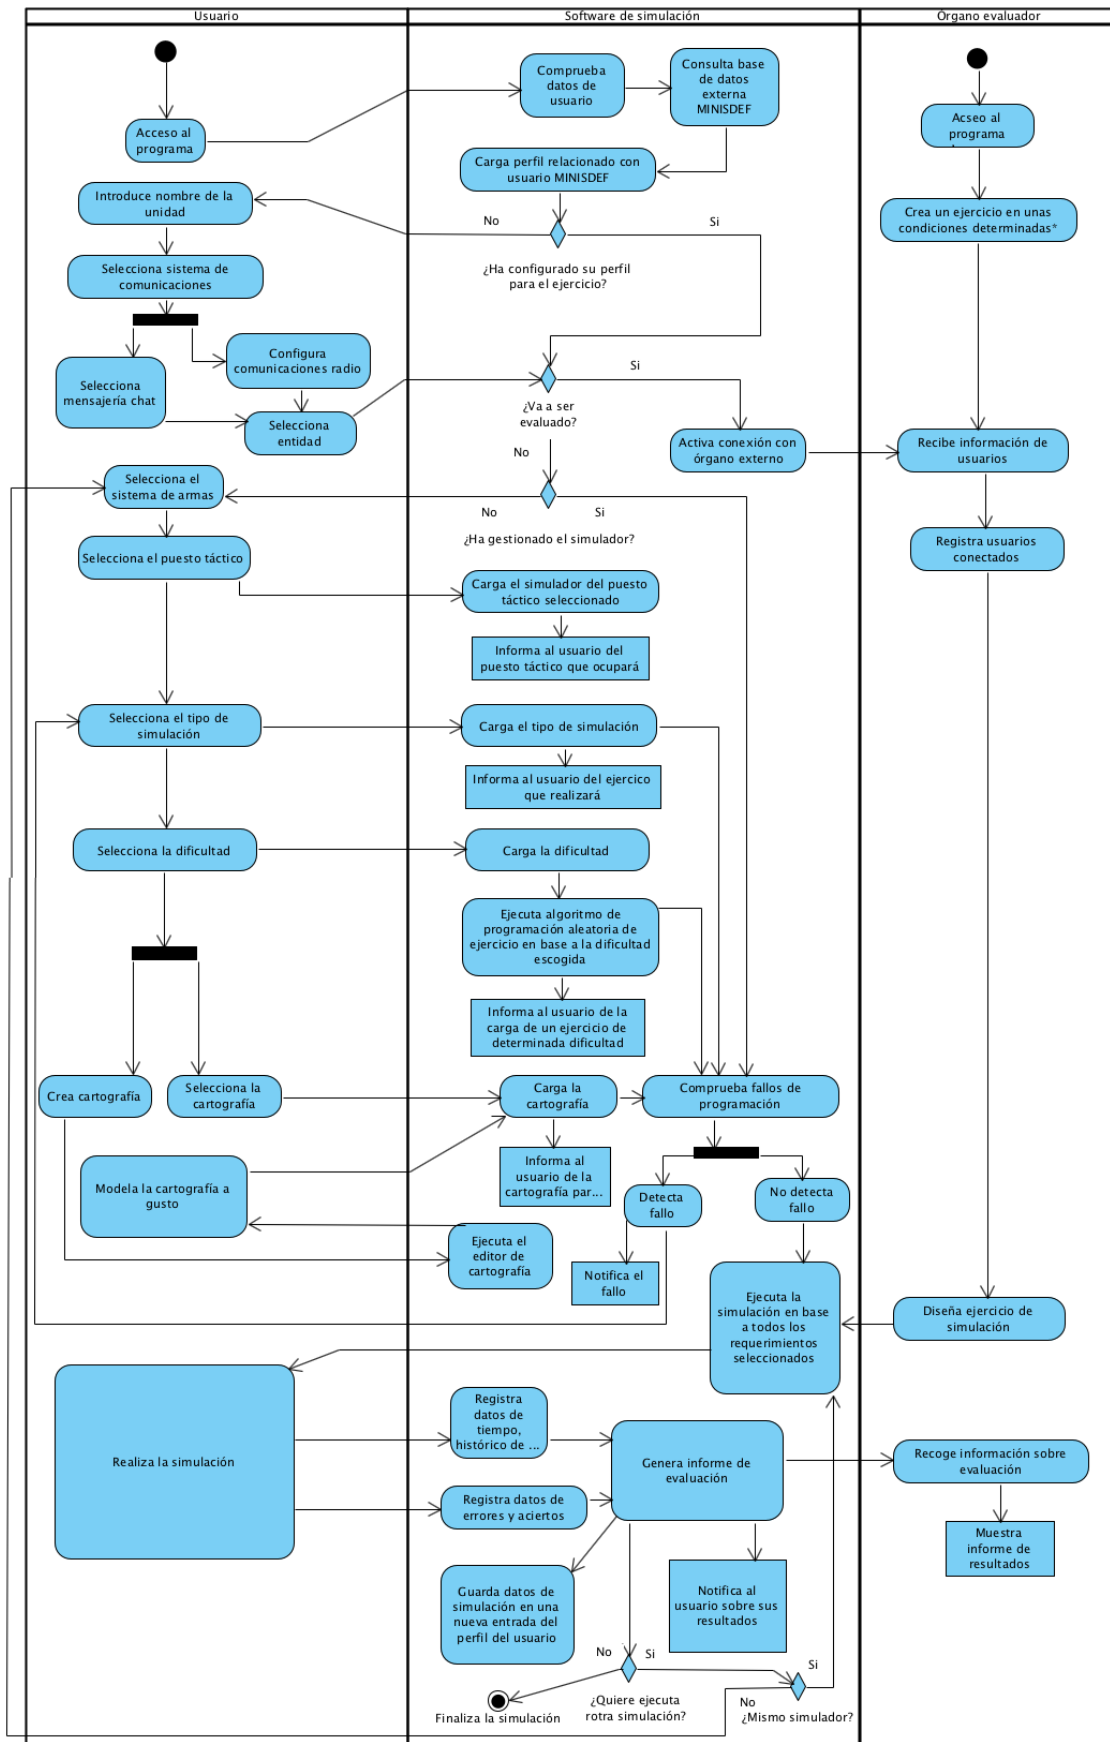 Usuario
Software de simulación
Órgano evaluador
Comprueba
datos de
usuario
Consulta base
de datos
externa
MINISDEF
Acceso al
programa
Acseo al
programa
Carga perfil relacionado con
usuario MINISDEF
Introduce nombre de la
unidad
Crea un ejercicio en unas
condiciones determinadas*
No
Si
¿Ha configurado su perfil
para el ejercicio?
Selecciona sistema de
comunicaciones
Configura
comunicaciones radio
Selecciona
mensajería chat
Selecciona
entidad
Si
¿Va a ser
evaluado?
No
Activa conexión con
órgano externo
Recibe información de
usuarios
Selecciona el
sistema de armas
No
Si
¿Ha gestionado el simulador?
Registra usuarios
conectados
Selecciona el puesto táctico
Carga el simulador del puesto
táctico seleccionado
Informa al usuario del
puesto táctico que ocupará
Selecciona el tipo de
simulación
Carga el tipo de simulación
Informa al usuario del ejercico
que realizará
Selecciona la dificultad
Carga la dificultad
Ejecuta algoritmo de
programación aleatoria de
ejercicio en base a la dificultad
escogida
Informa al usuario de la
carga de un ejercicio de
determinada dificultad
Crea cartografía
Selecciona la
cartografía
Carga la
cartografía
Comprueba fallos de
programación
Informa al
usuario de la
cartografía par...
Modela la cartografía a
gusto
Detecta
fallo
No detecta
fallo
Ejecuta el
editor de
cartografía
Notifica el
fallo
Ejecuta la
simulación en base
a todos los
requerimientos
seleccionados
Diseña ejercicio de
simulación
Realiza la simulación
Registra
datos de
tiempo,
histórico de ...
Genera informe de
evaluación
Recoge información sobre
evaluación
Registra datos de
errores y aciertos
Muestra
informe de
resultados
Guarda datos de
simulación en una
nueva entrada del
perfil del usuario
Notifica al
usuario sobre sus
resultados
No
Si
¿Quiere ejecuta
rotra simulación?
Si
No
¿Mismo simulador?
Finaliza la simulación